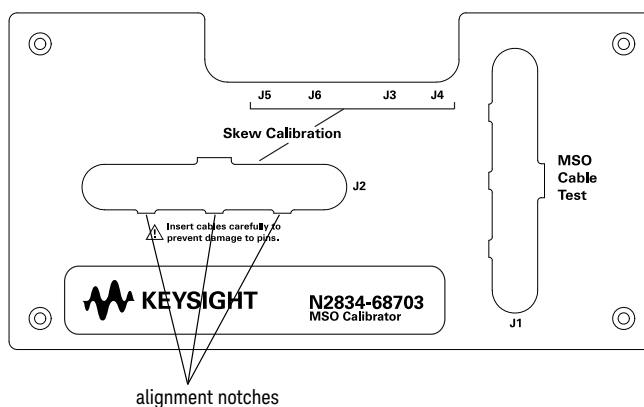 J5 J6 J3 J4
Skew Calibration
J2
MSO
Cable
Test
Insert cables carefully to
prevent damage to pins.
KEYSIGHT
N2834-68703
MSO Calibrator
J1
alignment notches